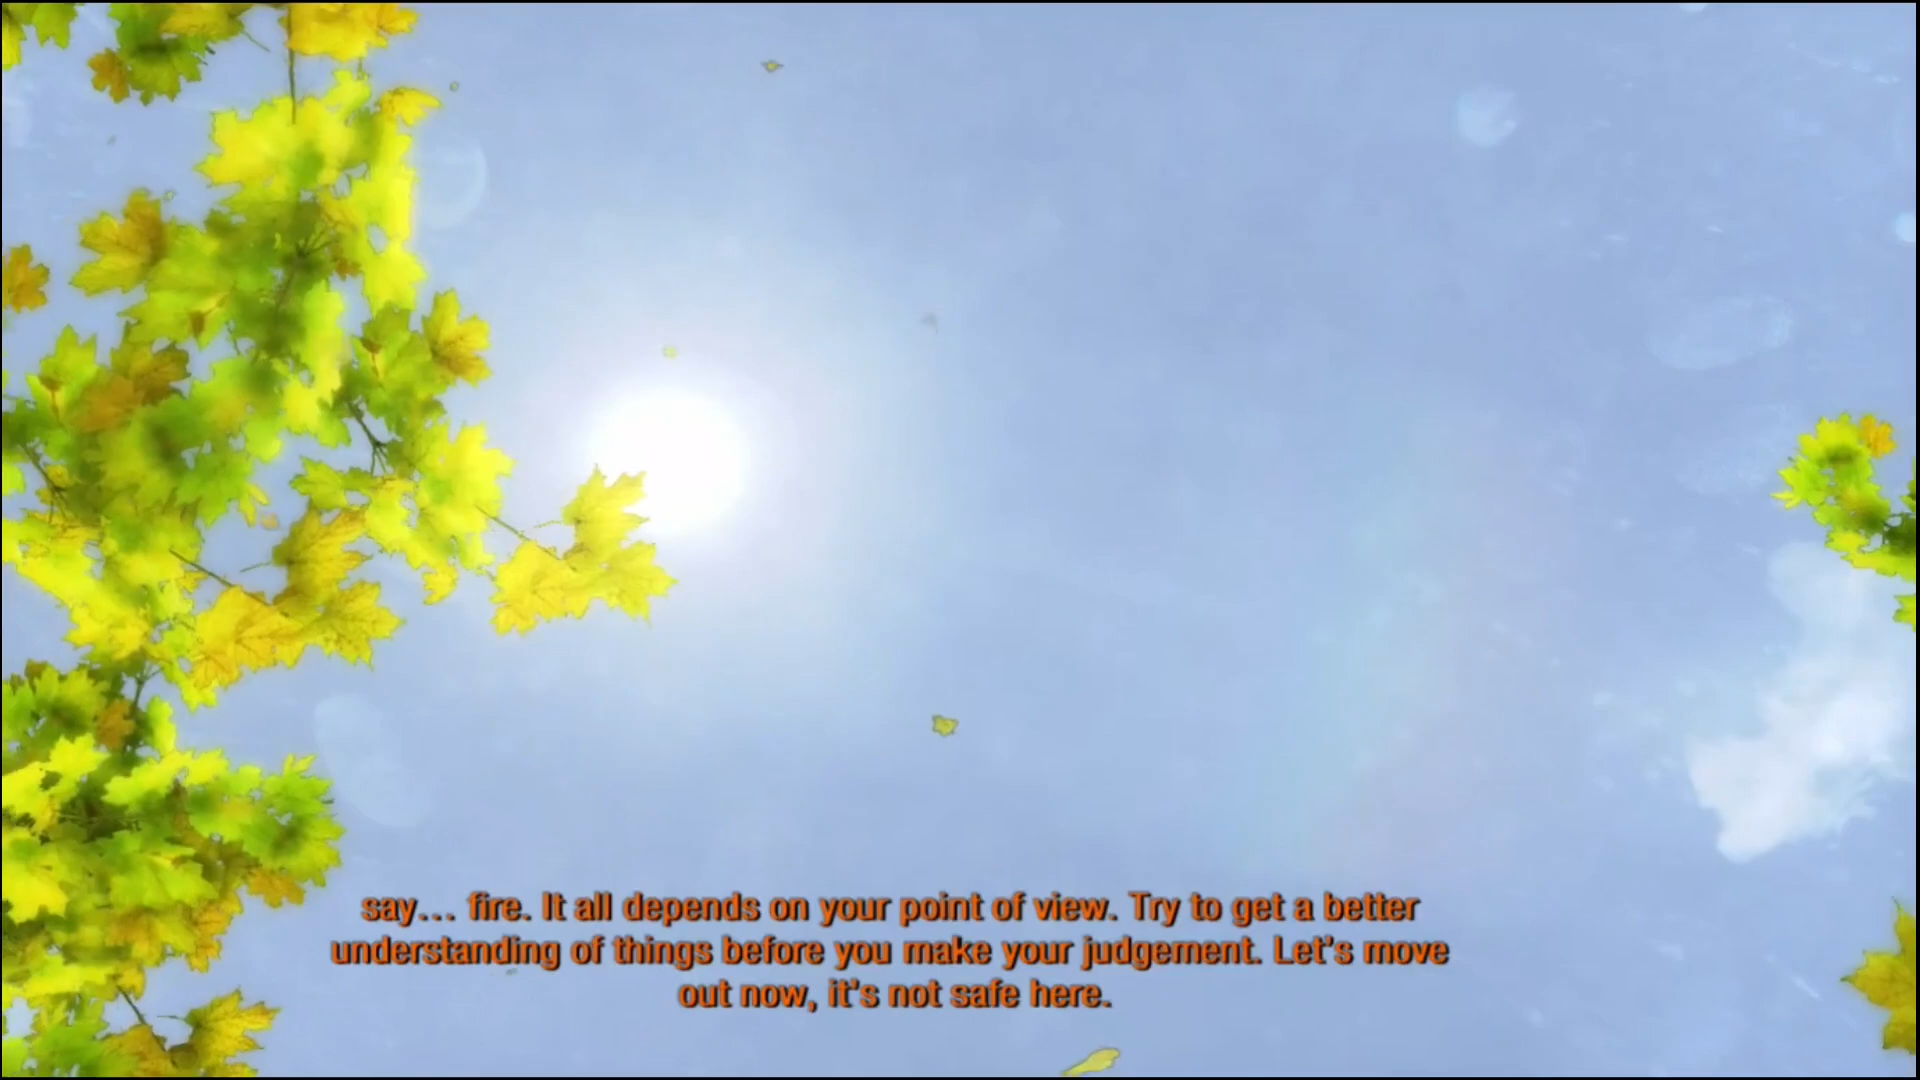 say... fire. It all depends on your point of view. Try to get a better
understanding of things before you make your judgement. Let's move
out now, it's not safe here.